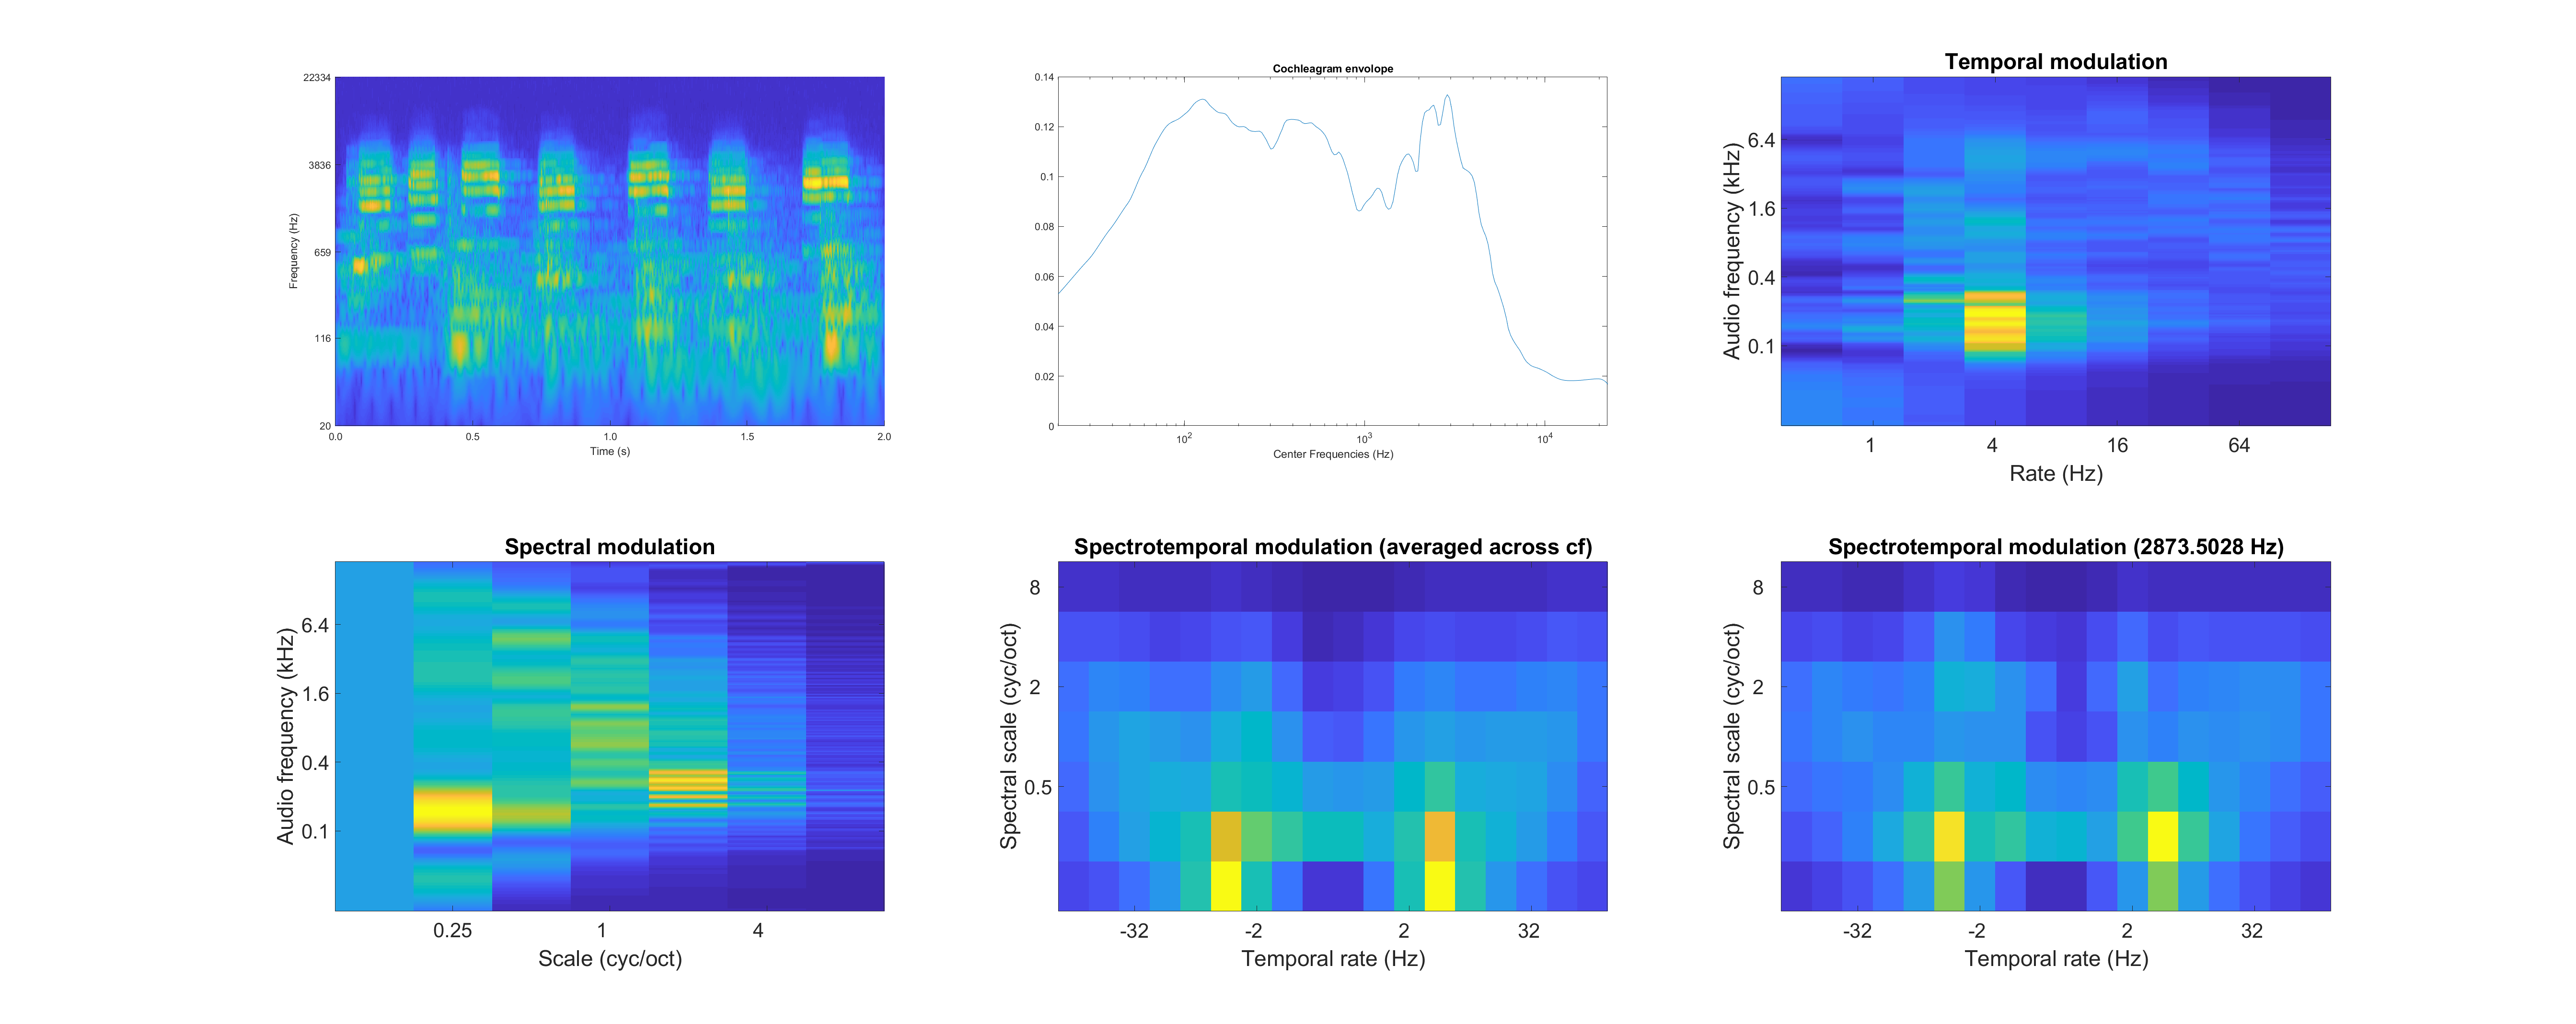 22334
3836
659
116
20
Frequency (Hz)
0.0 0.5 1.0 1.5 2.0
Time (s)
Cochleagram envolope
0.14
0.12
0.1
0.08
0.06
0.04
0.02
0
10² 10³ 10⁴
Center Frequencies (Hz)
Temporal modulation
6.4
1.6
0.4
0.1
Audio frequency (kHz)
1 4 16 64
Rate (Hz)
Spectral modulation
6.4
1.6
0.4
0.1
Audio frequency (kHz)
0.25 1 4
Scale (cyc/oct)
Spectrotemporal modulation (averaged across cf)
8
2
0.5
Spectral scale (cyc/oct)
-32 -2 2 32
Temporal rate (Hz)
Spectrotemporal modulation (2873.5028 Hz)
8
2
0.5
Spectral scale (cyc/oct)
-32 -2 2 32
Temporal rate (Hz)